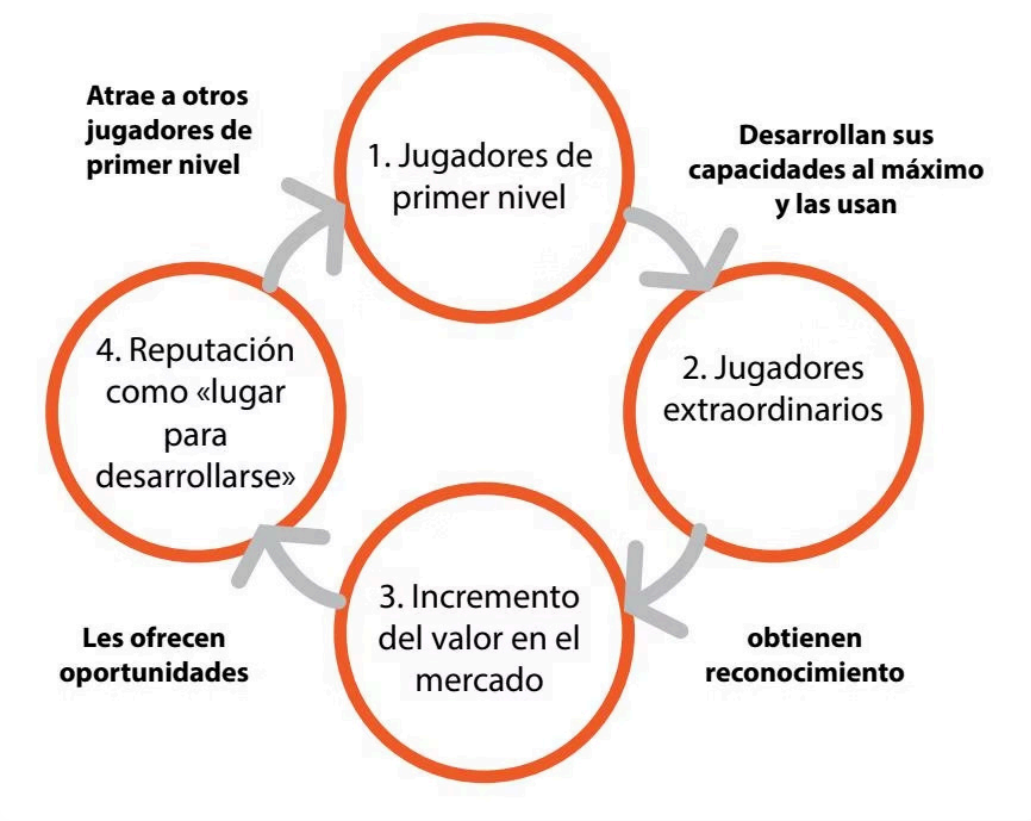 Atrae a otros
jugadores de
primer nivel
1. Jugadores de
primer nivel
Desarrollan sus
capacidades al máximo
y las usan
2. Jugadores
extraordinarios
obtienen
reconocimiento
3. Incremento
del valor en el
mercado
Les ofrecen
oportunidades
4. Reputación
como «lugar
para
desarrollarse»